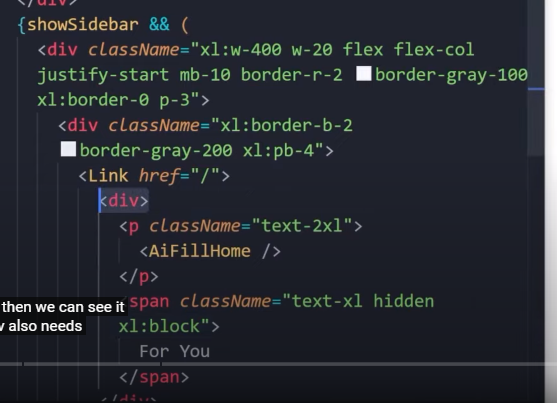 </div>
{showSidebar && (
<div className="xl:w-400 w-20 flex flex-col
justify-start mb-10 border-r-2 border-gray-100
xl:border-0 p-3">
<div className="xl:border-b-2
border-gray-200 xl:pb-4">
<Link href="/">
<div>
<p className="text-2xl">
<AiFillHome />
</p>
then we can see it
span className="text-xl hidden
also needs
xl:block">
For You
</span>
</div>